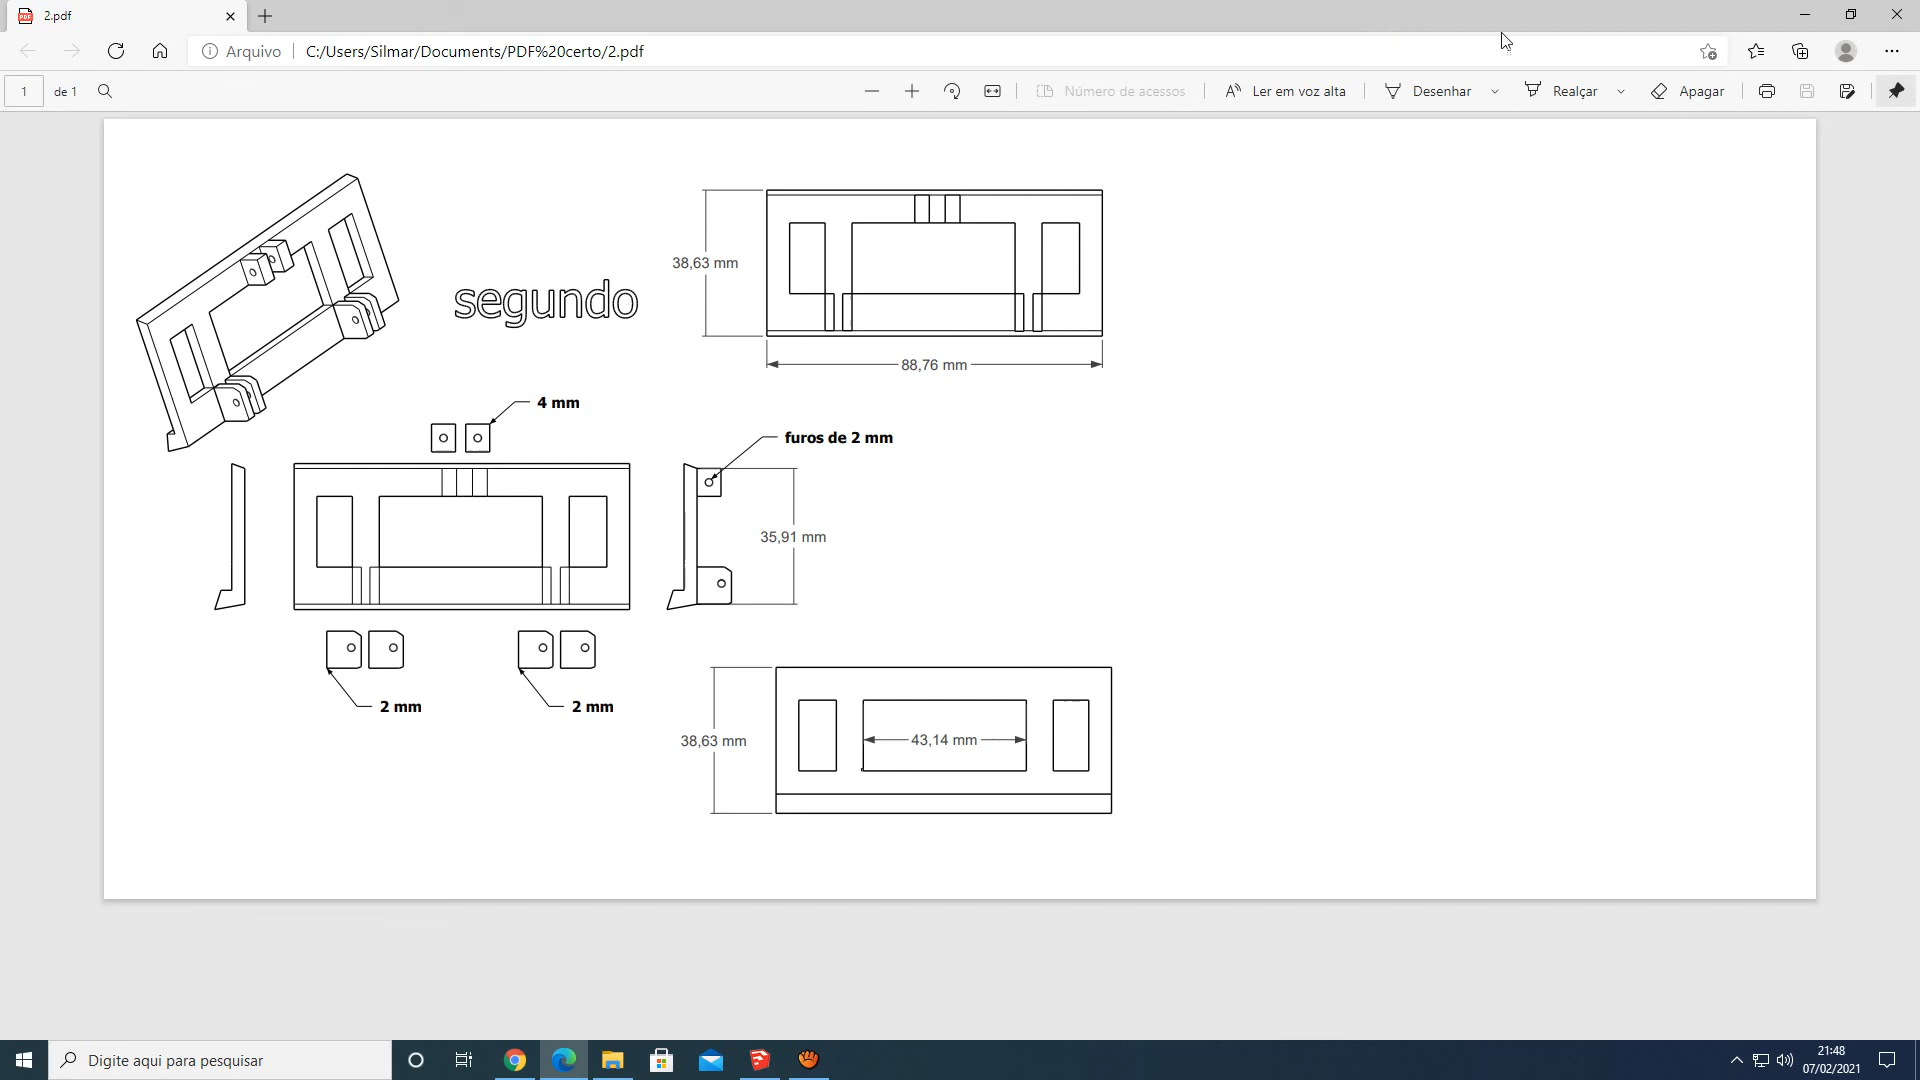 2.pdf
Arquivo
C:/Users/Silmar/Documents/PDF%20certo/2.pdf
1 de 1
Número de acessos
Ler em voz alta
Desenhar
Realçar
Apagar
segundo
38,63 mm
88,76 mm
4 mm
furos de 2 mm
35,91 mm
2 mm
2 mm
38,63 mm
43,14 mm
Digite aqui para pesquisar
21:48
07/02/2021